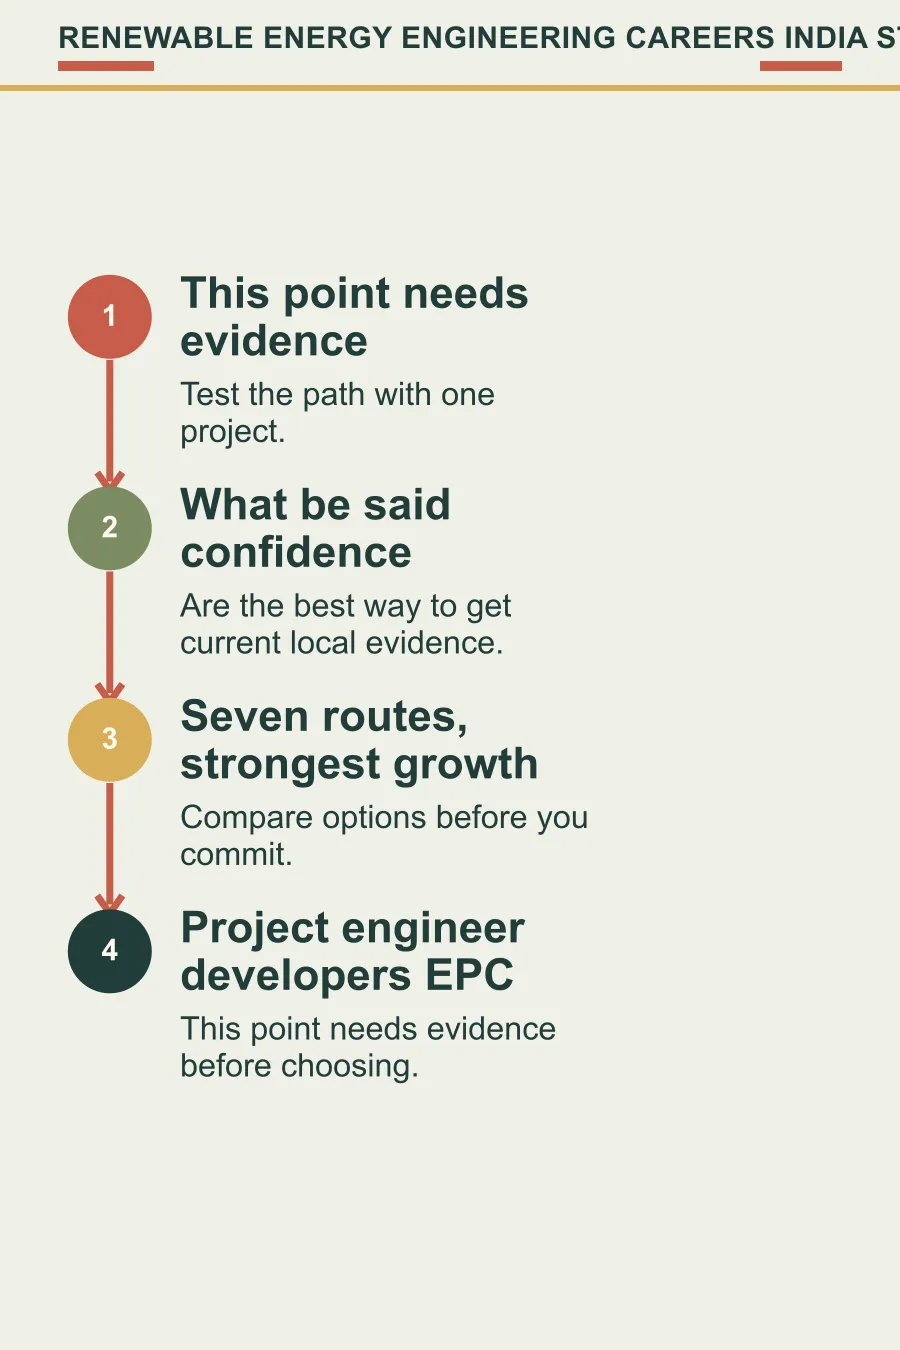 RENEWABLE ENERGY ENGINEERING CAREERS INDIA
1
This point needs
evidence
Test the path with one
project.
2
What be said
confidence
Are the best way to get
current local evidence.
3
Seven routes,
strongest growth
Compare options before you
commit.
4
Project engineer
developers EPC
This point needs evidence
before choosing.